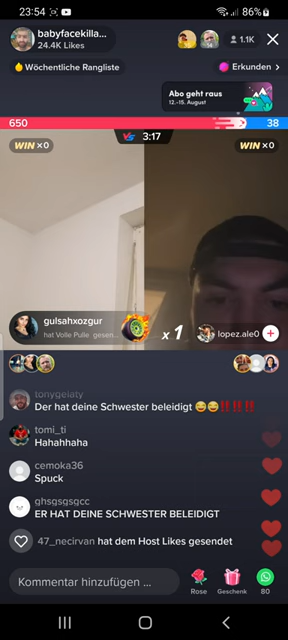 23:54
86%
babyfacekilla...
24.4K Likes
1.1K
Wöchentliche Rangliste
Erkunden >
Abo geht raus
12.-15. August
650
38
WIN ×0
VS 3:17
WIN ×0
gulsahxozgur
hat Volle Pulle gesen...
x 1
lopez.ale0
tonygelaty
Der hat deine Schwester beleidigt 😂😂‼️‼️‼️
tomi_ti
Hahahhaha
cemoka36
Spuck
ghsgsgsgcc
ER HAT DEINE SCHWESTER BELEIDIGT
47_necirvan hat dem Host Likes gesendet
Kommentar hinzufügen ...
Rose
Geschenk
80